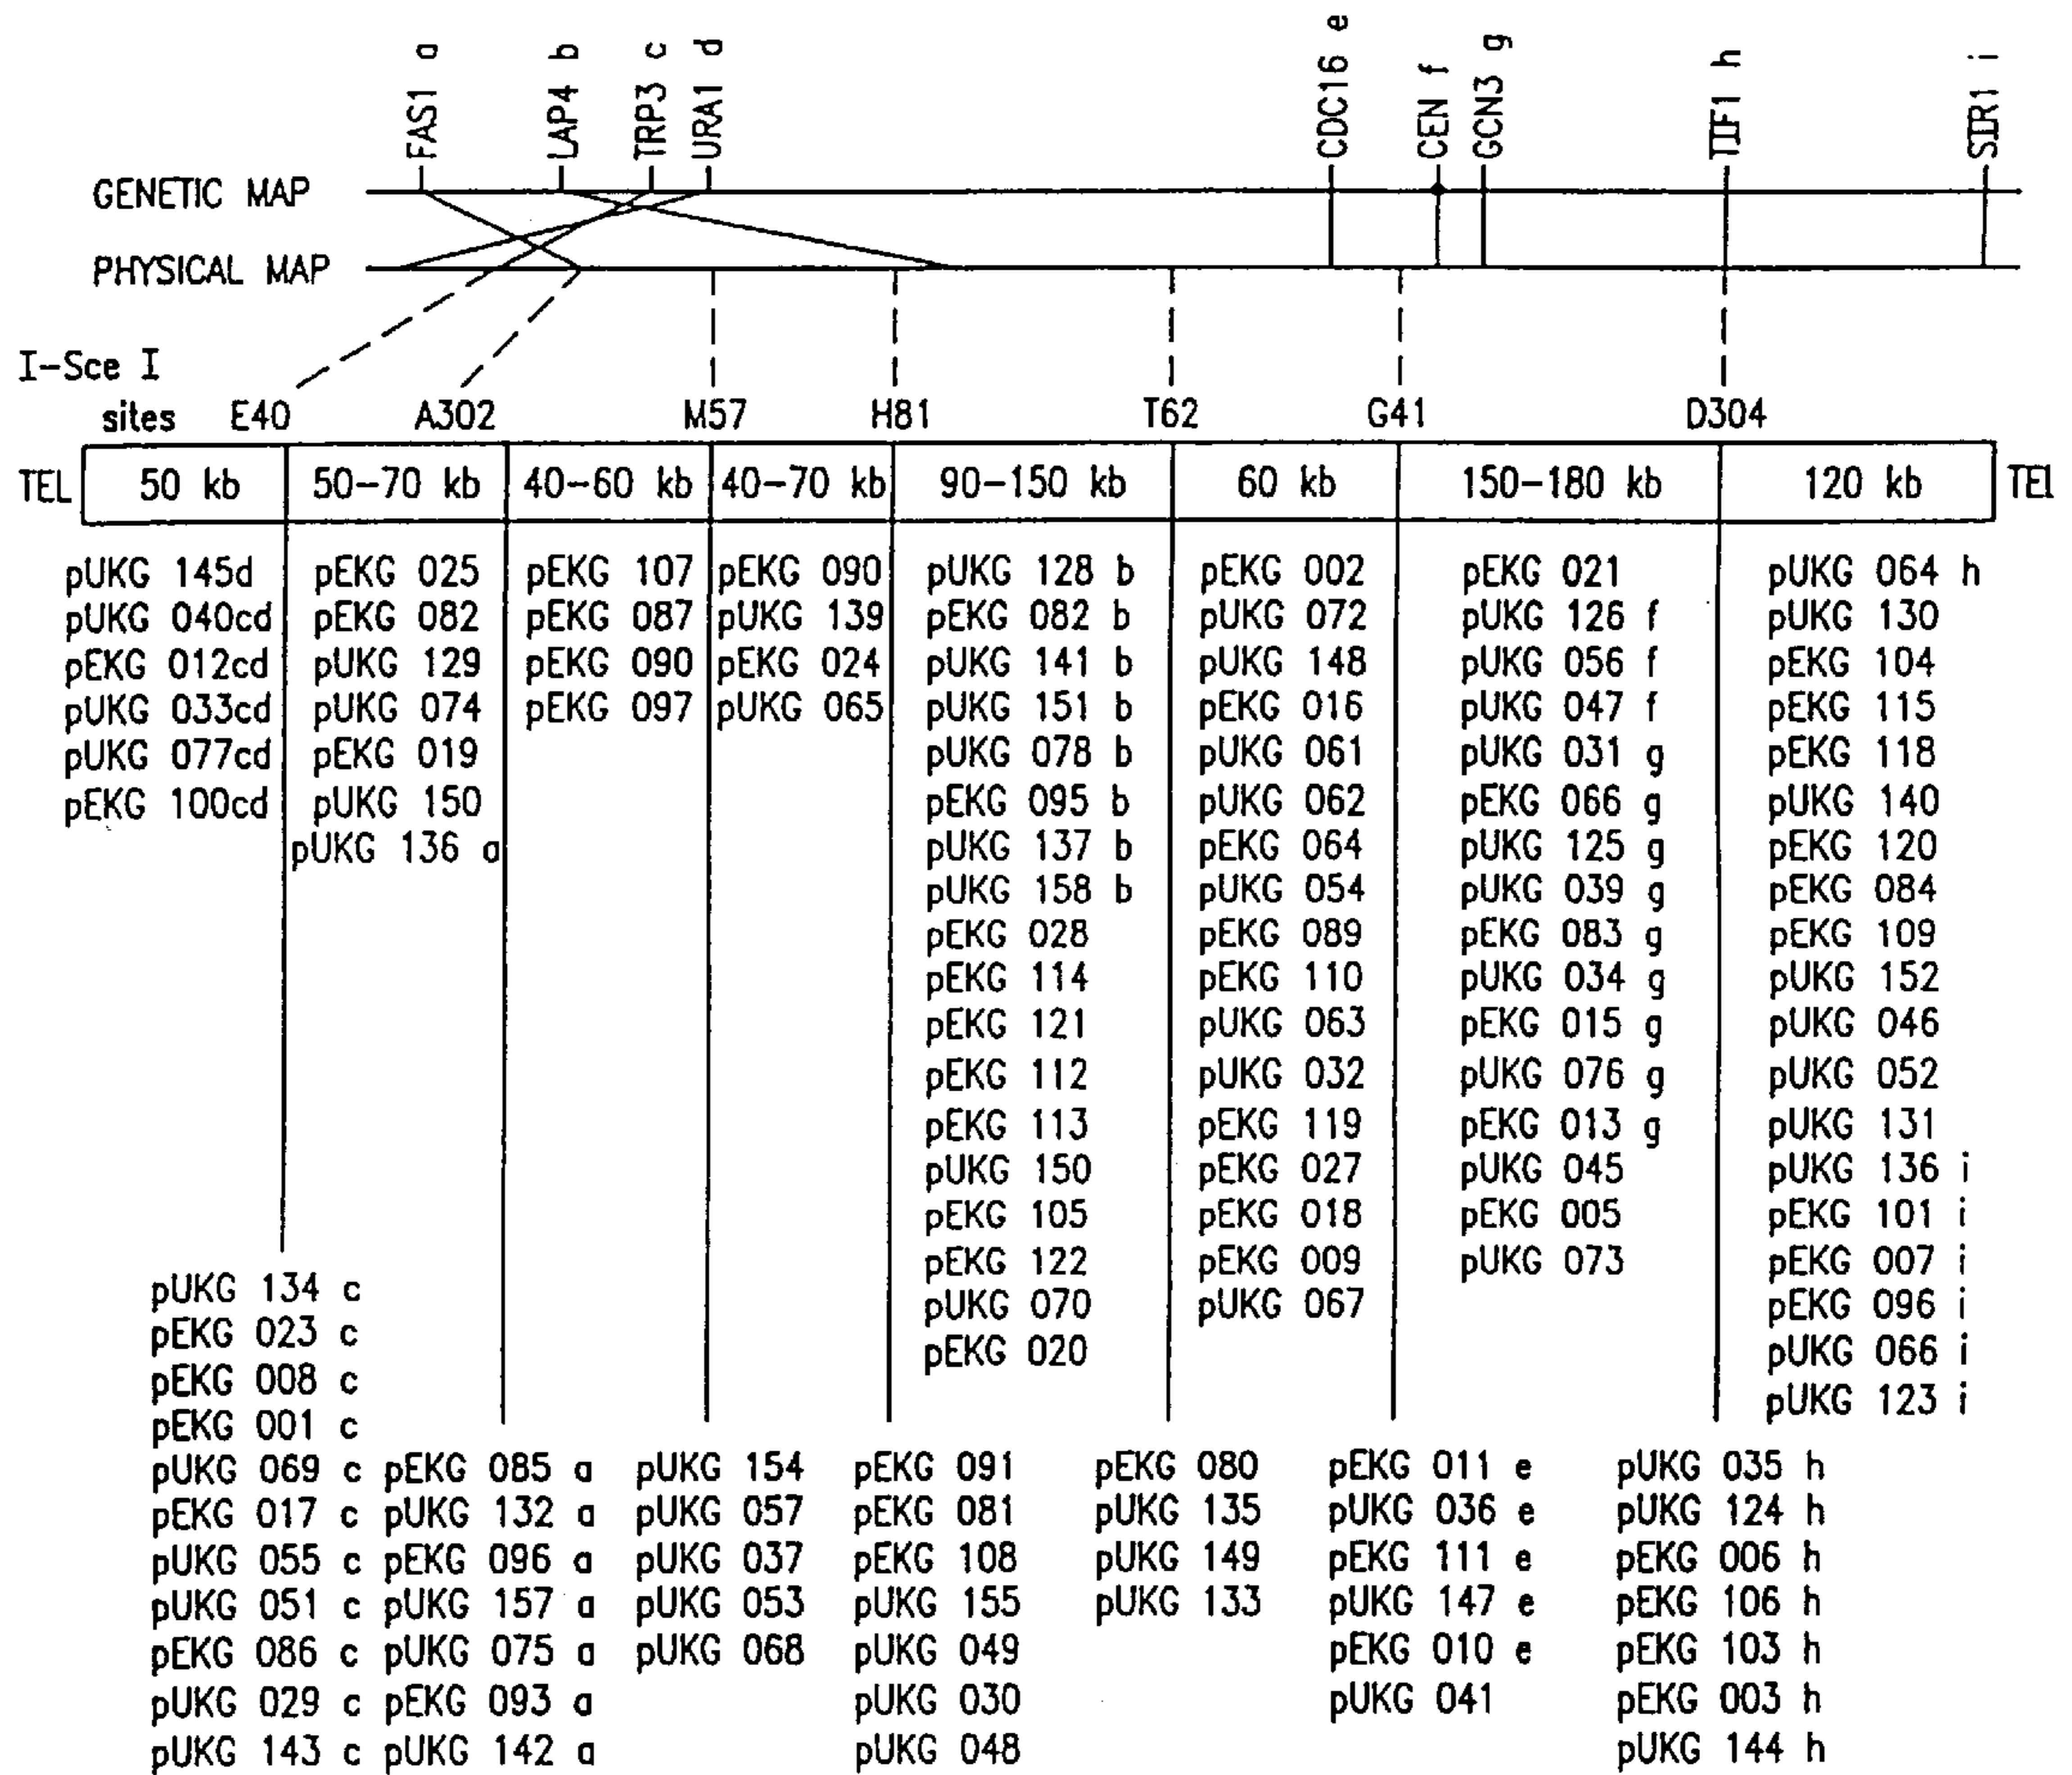 FAS1 a LAP4 b TRP3 c URA1 d CDC16 e CEN f GCN3 g TIF1 h SIR1 i
GENETIC MAP
PHYSICAL MAP
I-Sce I
sites E40 A302 M57 H81 T62 G41 D304
TEL 50 kb 50-70 kb 40-60 kb 40-70 kb 90-150 kb 60 kb 150-180 kb 120 kb TEl
pUKG 145d pEKG 025 pEKG 107 pEKG 090 pUKG 128 b pEKG 002 pEKG 021 pUKG 064 h
pUKG 040cd pEKG 082 pEKG 087 pUKG 139 pEKG 082 b pUKG 072 pUKG 126 f pUKG 130
pEKG 012cd pUKG 129 pEKG 090 pEKG 024 pUKG 141 b pUKG 148 pUKG 056 f pEKG 104
pUKG 033cd pUKG 074 pEKG 097 pUKG 065 pUKG 151 b pEKG 016 pUKG 047 f pEKG 115
pUKG 077cd pEKG 019 pUKG 078 b pUKG 061 pUKG 031 g pEKG 118
pEKG 100cd pUKG 150 pEKG 095 b pUKG 062 pEKG 066 g pUKG 140
pUKG 136 a pUKG 137 b pEKG 064 pUKG 125 g pEKG 120
pUKG 158 b pUKG 054 pUKG 039 g pEKG 084
pEKG 028 pEKG 089 pEKG 083 g pEKG 109
pEKG 114 pEKG 110 pUKG 034 g pUKG 152
pEKG 121 pUKG 063 pEKG 015 g pUKG 046
pEKG 112 pUKG 032 pUKG 076 g pUKG 052
pEKG 113 pEKG 119 pEKG 013 g pUKG 131
pUKG 150 pEKG 027 pUKG 045 pUKG 136 i
pEKG 105 pEKG 018 pEKG 005 pEKG 101 i
pEKG 122 pEKG 009 pUKG 073 pEKG 007 i
pUKG 134 c pUKG 070 pUKG 067 pEKG 096 i
pEKG 023 c pEKG 020 pUKG 066 i
pEKG 008 c pUKG 123 i
pEKG 001 c
pUKG 069 c pEKG 085 a pUKG 154 pEKG 091 pEKG 080 pEKG 011 e pUKG 035 h
pEKG 017 c pUKG 132 a pUKG 057 pEKG 081 pUKG 135 pUKG 036 e pUKG 124 h
pUKG 055 c pEKG 096 a pUKG 037 pEKG 108 pUKG 149 pEKG 111 e pEKG 006 h
pUKG 051 c pUKG 157 a pUKG 053 pUKG 155 pUKG 133 pUKG 147 e pEKG 106 h
pEKG 086 c pUKG 075 a pUKG 068 pUKG 049 pEKG 010 e pEKG 103 h
pUKG 029 c pEKG 093 a pUKG 030 pUKG 041 pEKG 003 h
pUKG 143 c pUKG 142 a pUKG 048 pUKG 144 h